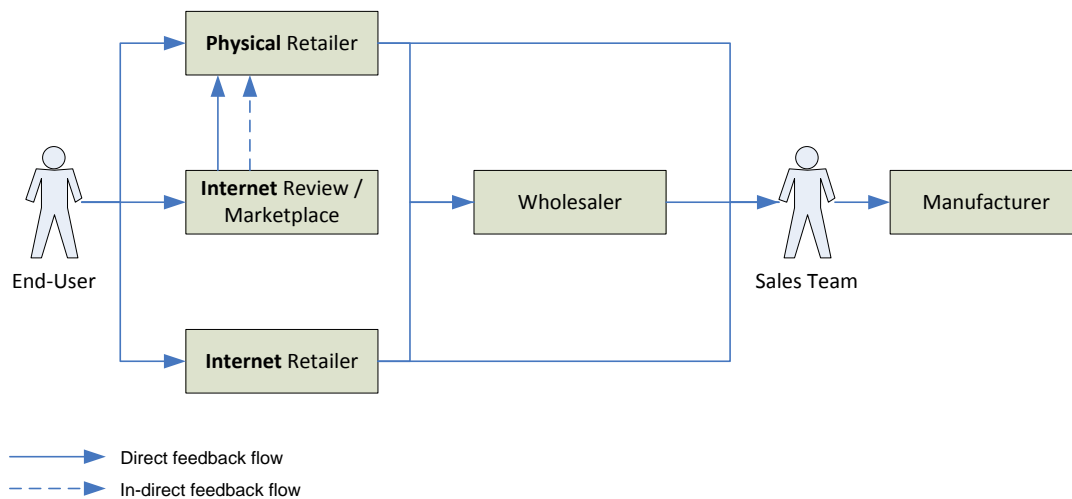 Physical Retailer
Internet Review /
Marketplace
Wholesaler
Manufacturer
End-User
Sales Team
Internet Retailer
Direct feedback flow
In-direct feedback flow